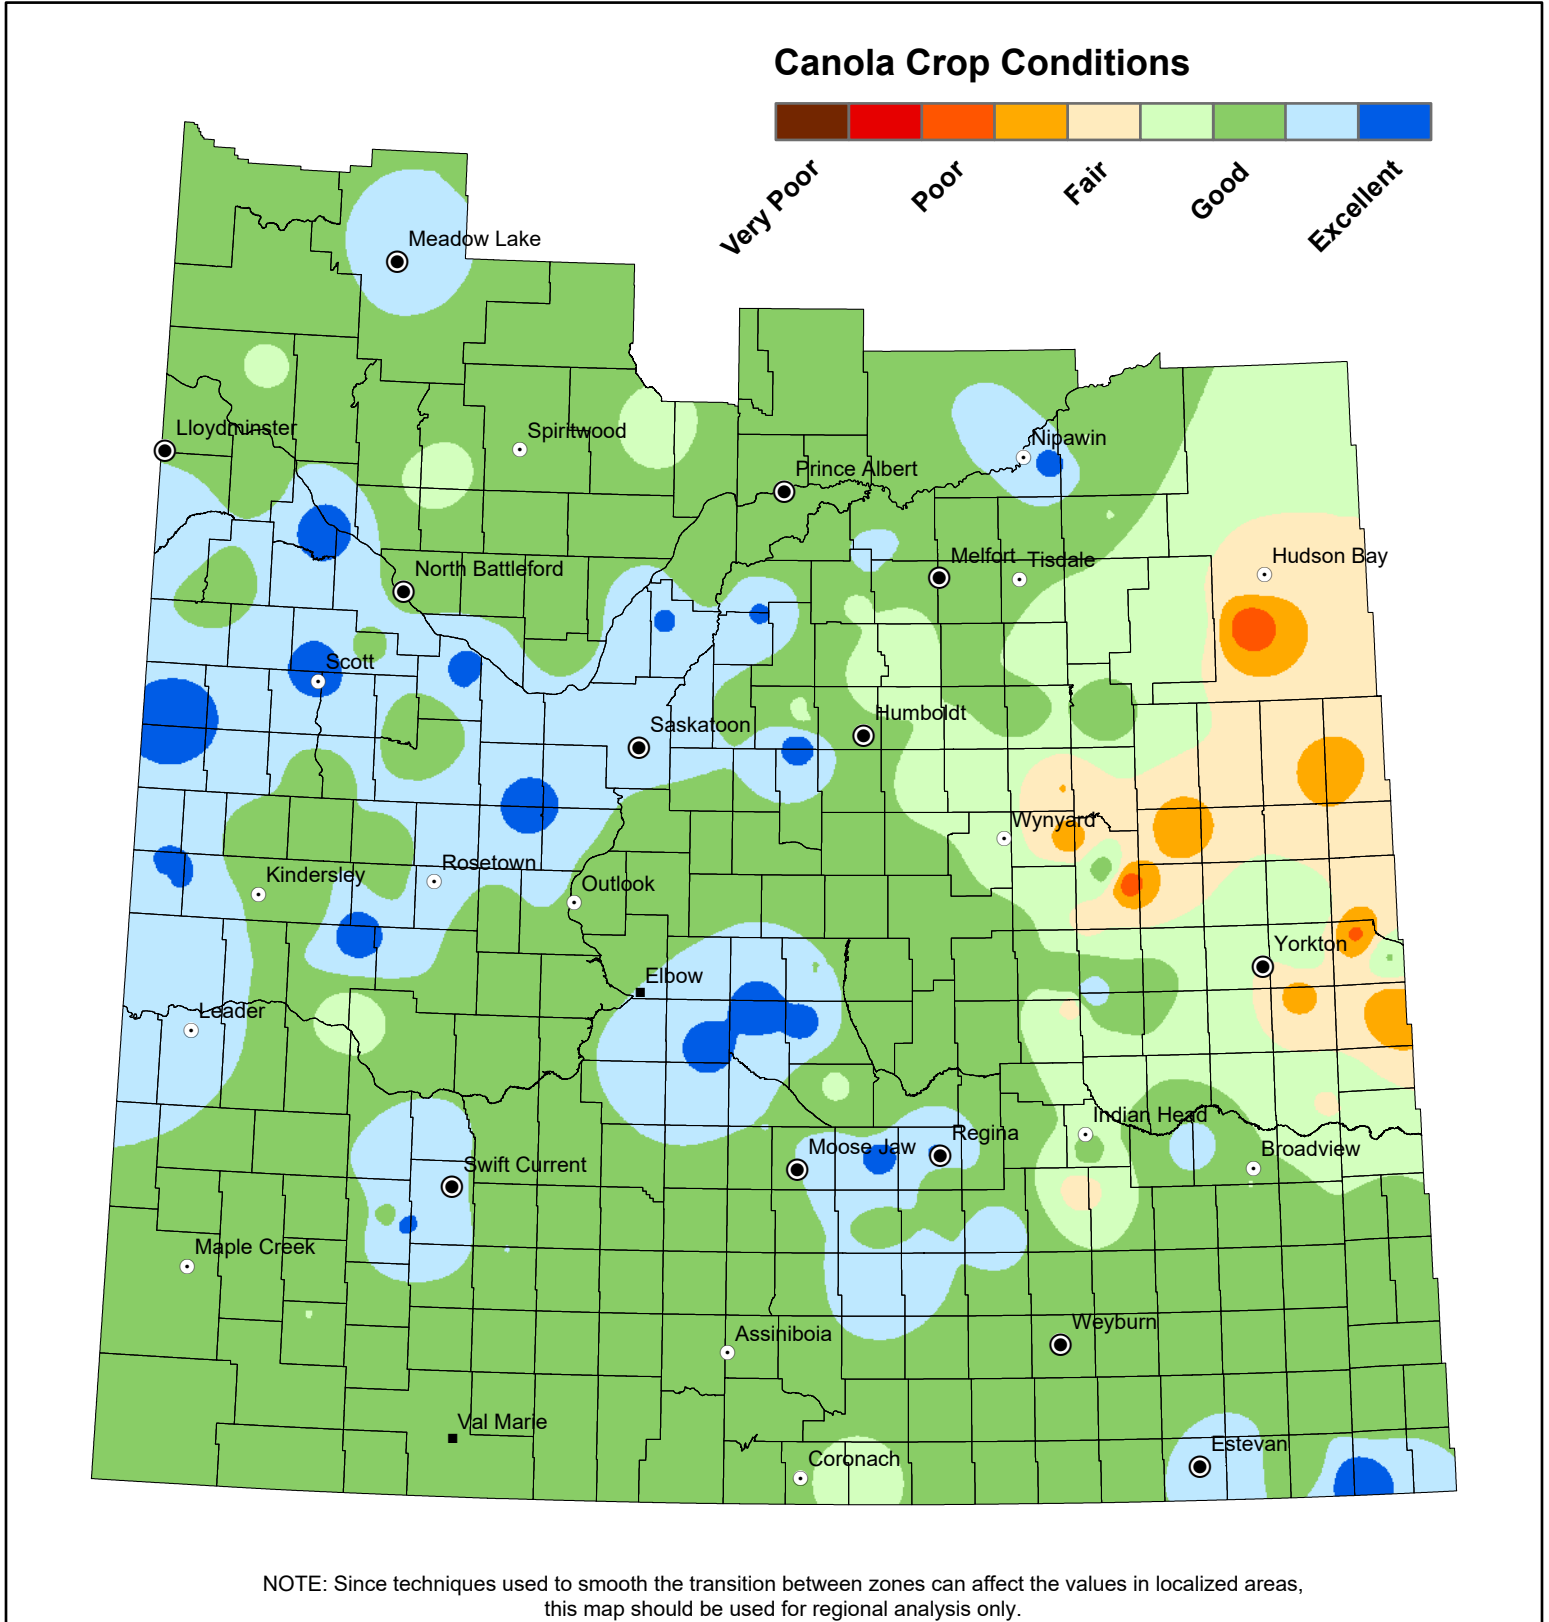 Canola Crop Conditions
Very Poor
Poor
Fair
Good
Excellent
Meadow Lake
Lloydminster
Spiritwood
Nipawin
Prince Albert
Hudson Bay
North Battleford
Melfort
Tisdale
Scott
Saskatoon
Humboldt
Wynyard
Kindersley
Rosetown
Outlook
Yorkton
Elbow
Leader
Indian Head
Regina
Moose Jaw
Broadview
Swift Current
Maple Creek
Weyburn
Assiniboia
Val Marie
Estevan
Coronach
NOTE: Since techniques used to smooth the transition between zones can affect the values in localized areas,
this map should be used for regional analysis only.